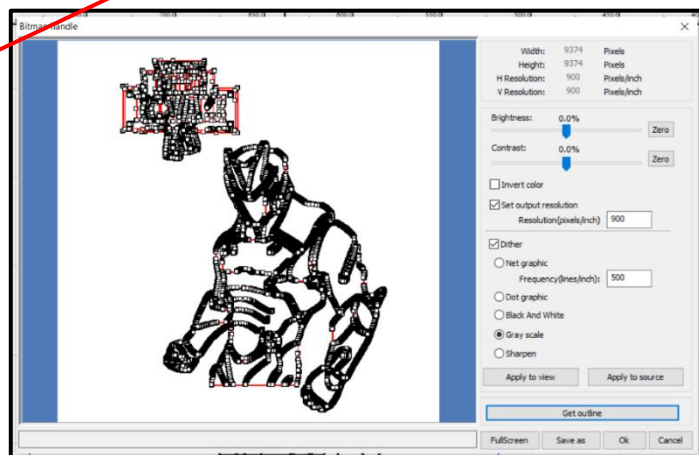 Bitmap handle
Width: 9374 Pixels
Height: 9374 Pixels
H Resolution: 900 Pixels/inch
V Resolution: 900 Pixels/inch
Brightness: 0.0%
Zero
Contrast: 0.0%
Zero
Invert color
Set output resolution
Resolution(pixels/inch) 900
Dither
Net graphic
Frequency(lines/inch): 500
Dot graphic
Black And White
Gray scale
Sharpen
Apply to view Apply to source
Get outline
FullScreen Save as Ok Cancel